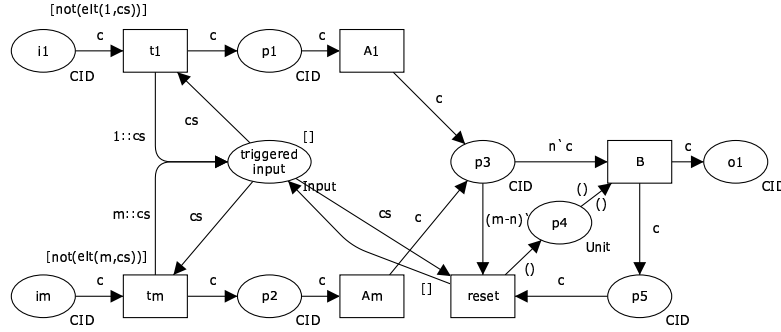 [not(elt(1,cs))]
i1
c
CID
t1
c
p1
c
CID
A1
c
cs
1::cs
[]
triggered
input
Input
p3
CID
n`c
B
c
o1
CID
m::cs
cs
cs
c
(m-n)`
p4
()
()
Unit
c
[not(elt(m,cs))]
im
c
CID
tm
c
p2
c
CID
Am
[]
reset
()
c
p5
CID